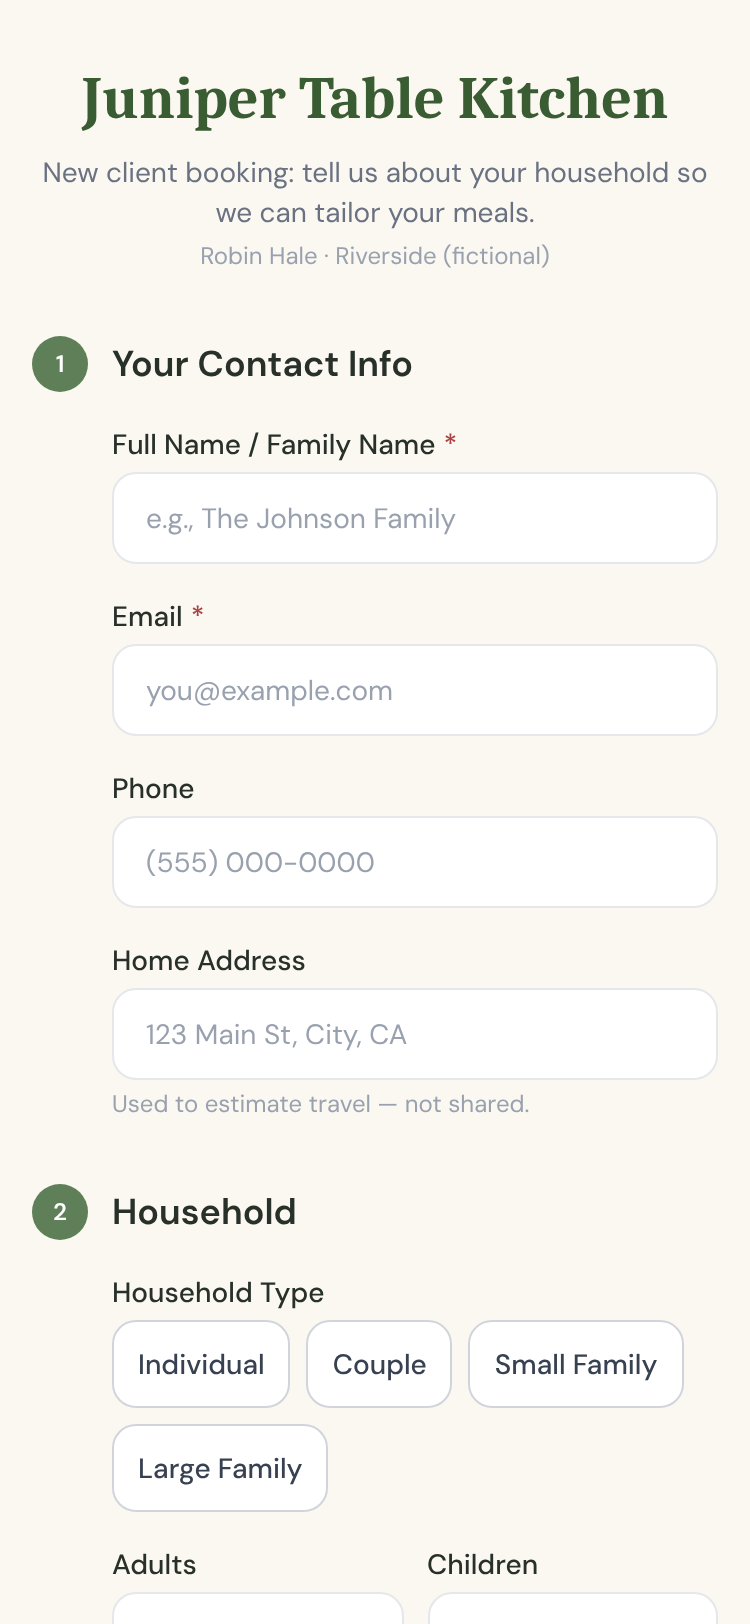 Juniper Table Kitchen
New client booking: tell us about your household so
we can tailor your meals.
Robin Hale · Riverside (fictional)
1 Your Contact Info
Full Name / Family Name *
e.g., The Johnson Family
Email *
you@example.com
Phone
(555) 000-0000
Home Address
123 Main St, City, CA
Used to estimate travel — not shared.
2 Household
Household Type
Individual Couple Small Family
Large Family
Adults Children